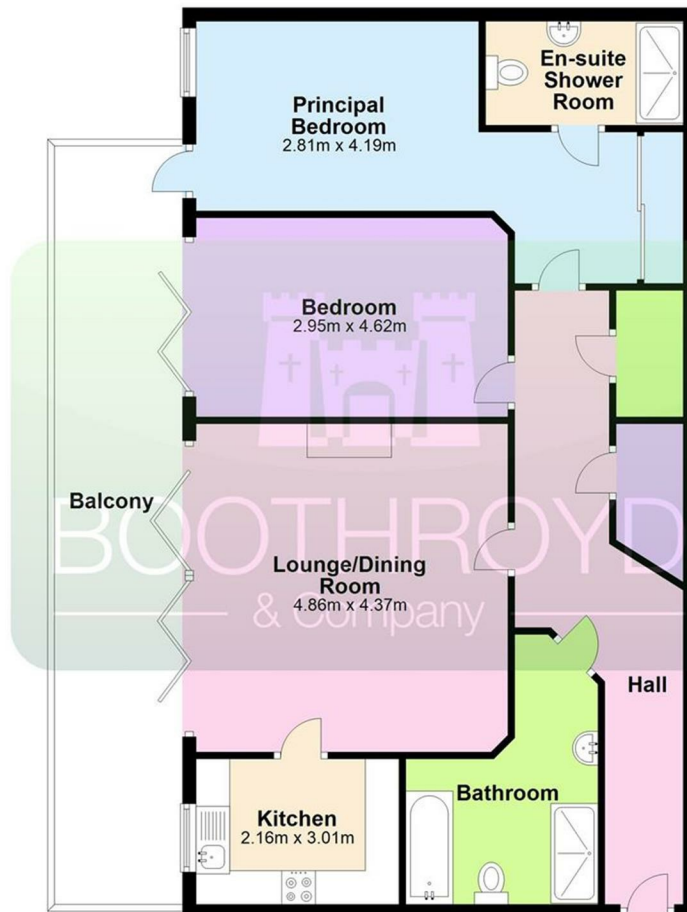 En-suite
Shower
Room
Principal
Bedroom
2.81m x 4.19m
Bedroom
2.95m x 4.62m
Balcony
BOOTHROYD
& Company
Lounge/Dining
Room
4.86m x 4.37m
Hall
Kitchen
2.16m x 3.01m
Bathroom